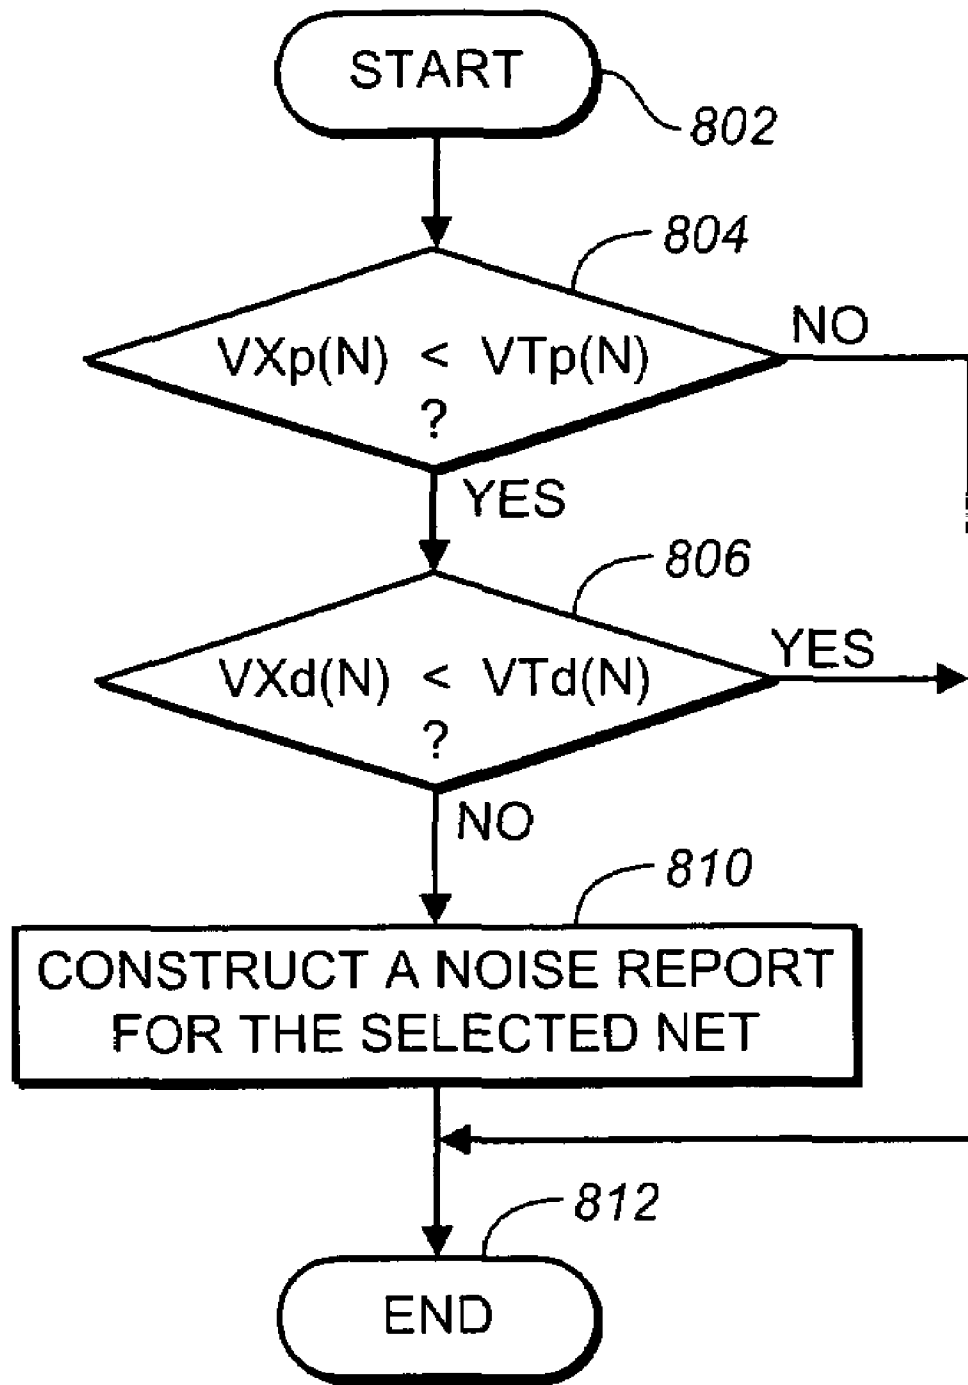 START
802
804
VXp(N) < VTp(N)
?
NO
YES
806
VXd(N) < VTd(N)
?
YES
NO
810
CONSTRUCT A NOISE REPORT
FOR THE SELECTED NET
812
END